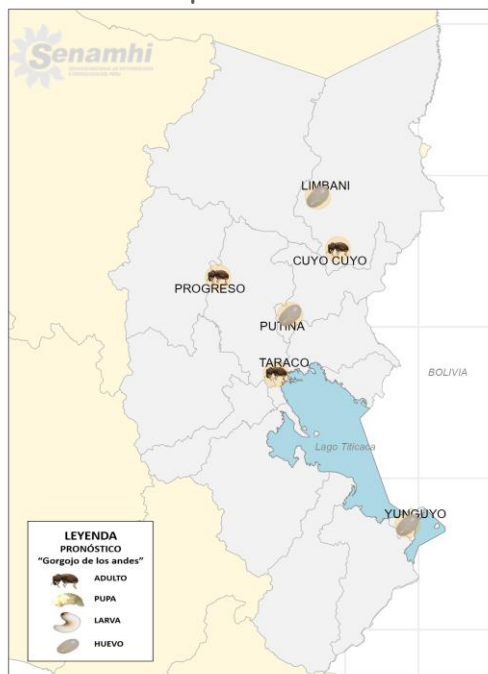 Senamhi
LIMBANI
CUYO CUYO
PROGRESO
PUTINA
TARACO
BOLIVIA
Lago Titicaca
YUNGUYO
LEYENDA
PRONÓSTICO
"Gorgojo de los andes"
ADULTO
PUPA
LARVA
HUEVO